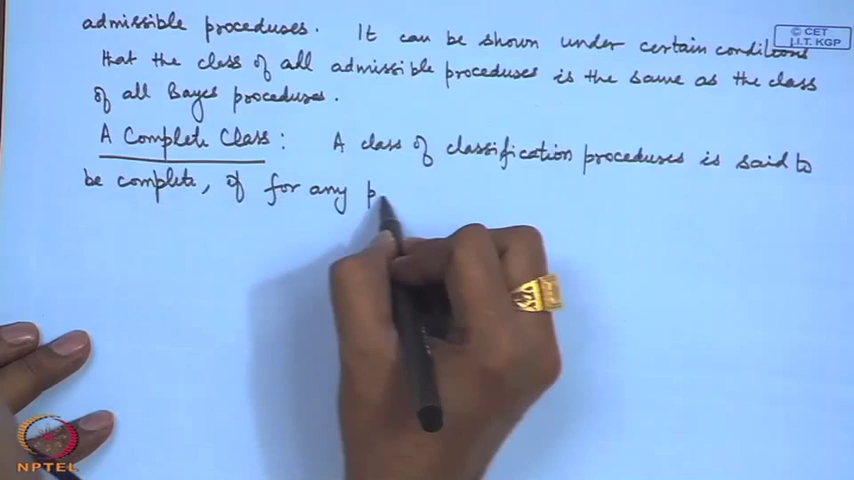 admissible procedures. It can be shown under certain conditions
© CET
I.I.T. KGP
that the class of all admissible procedures is the same as the class
of all Bayes procedures.
A Complete Class : A class of classification procedures is said to
be complete, if for any p
NPTEL